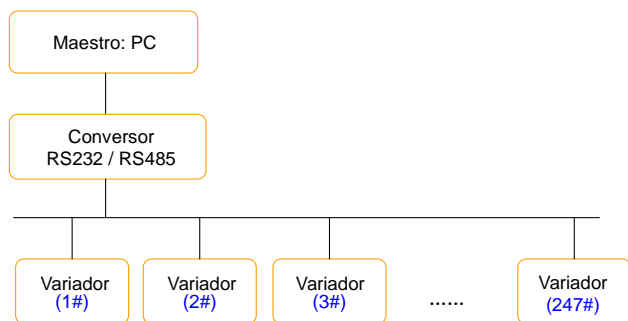 Maestro: PC
Conversor
RS232 / RS485
Variador
(1#)
Variador
(2#)
Variador
(3#)
......
Variador
(247#)